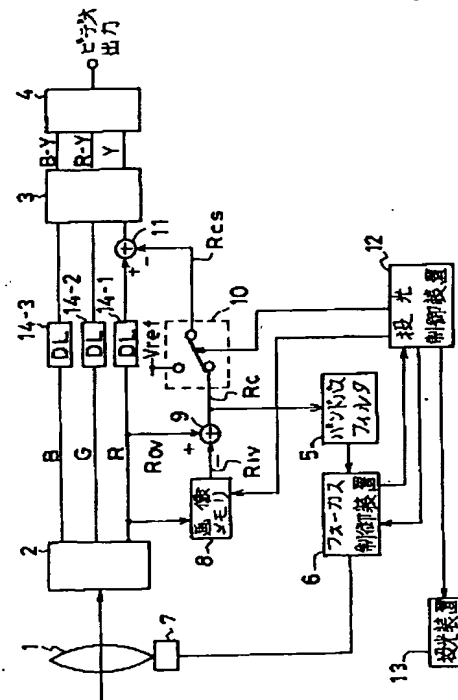 1
2
B
G
R
14-3
14-2
14-1
DL
DL
DL
3
B-Y
R-Y
Y
4
ビデオ
出力
+
-
11
Rcs
10
Vref
Rov
+
9
-
Rc
Riv
画像
メモリ
8
バンドパス
フィルタ
5
フォーカス
制御装置
6
7
投光
制御装置
12
投光装置
13